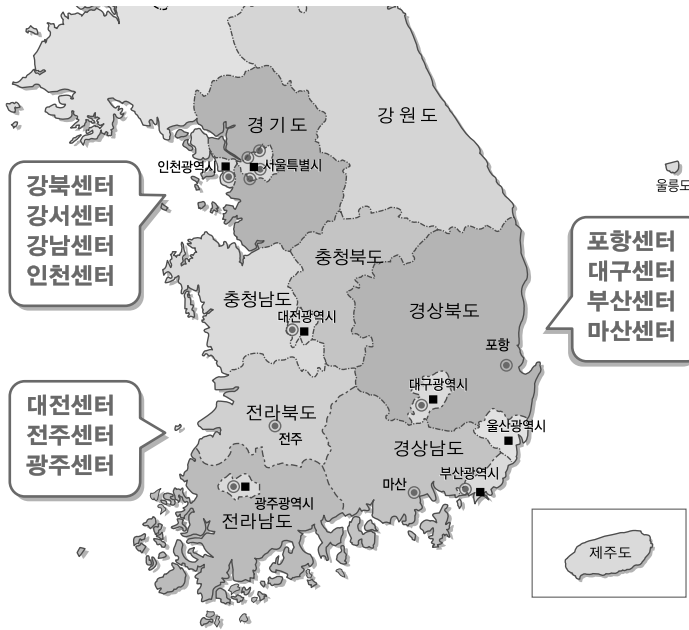 경기도
강원도
인천광역시
서울특별시
울릉도
강북센터
강서센터
강남센터
인천센터
충청북도
포항센터
대구센터
부산센터
마산센터
충청남도
대전광역시
경상북도
포항
대구광역시
대전센터
전주센터
광주센터
전라북도
전주
울산광역시
경상남도
부산광역시
마산
광주광역시
전라남도
제주도